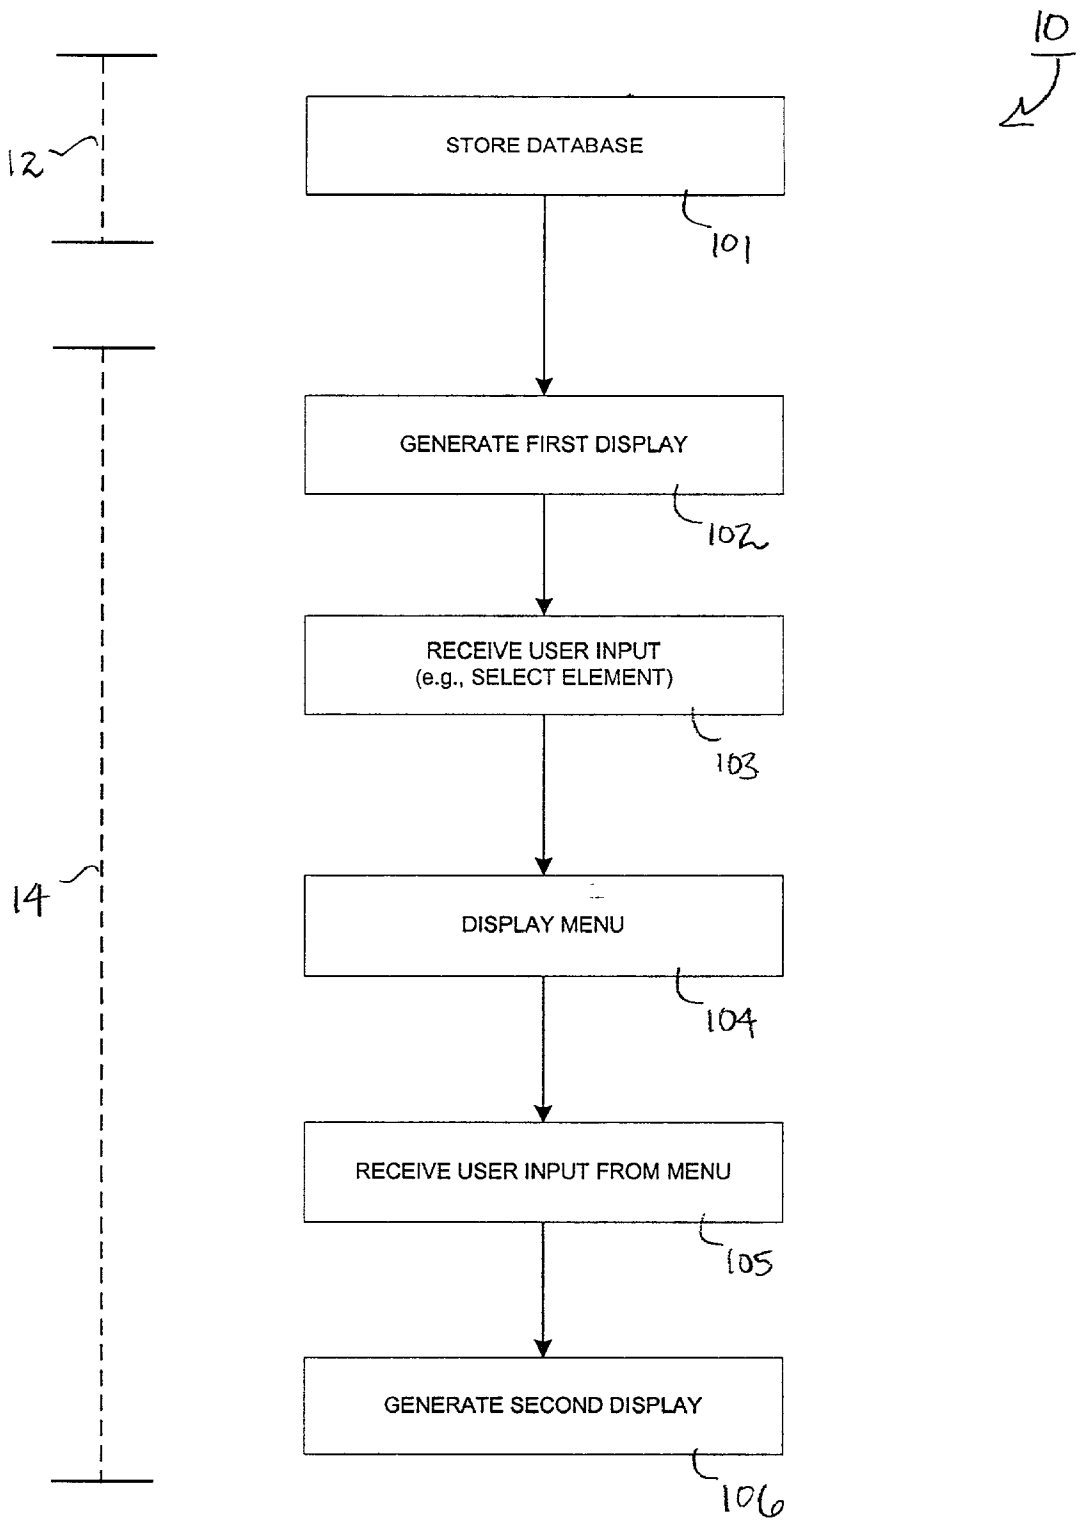 10
12
STORE DATABASE
101
GENERATE FIRST DISPLAY
102
RECEIVE USER INPUT
(e.g., SELECT ELEMENT)
103
14
DISPLAY MENU
104
RECEIVE USER INPUT FROM MENU
105
GENERATE SECOND DISPLAY
106